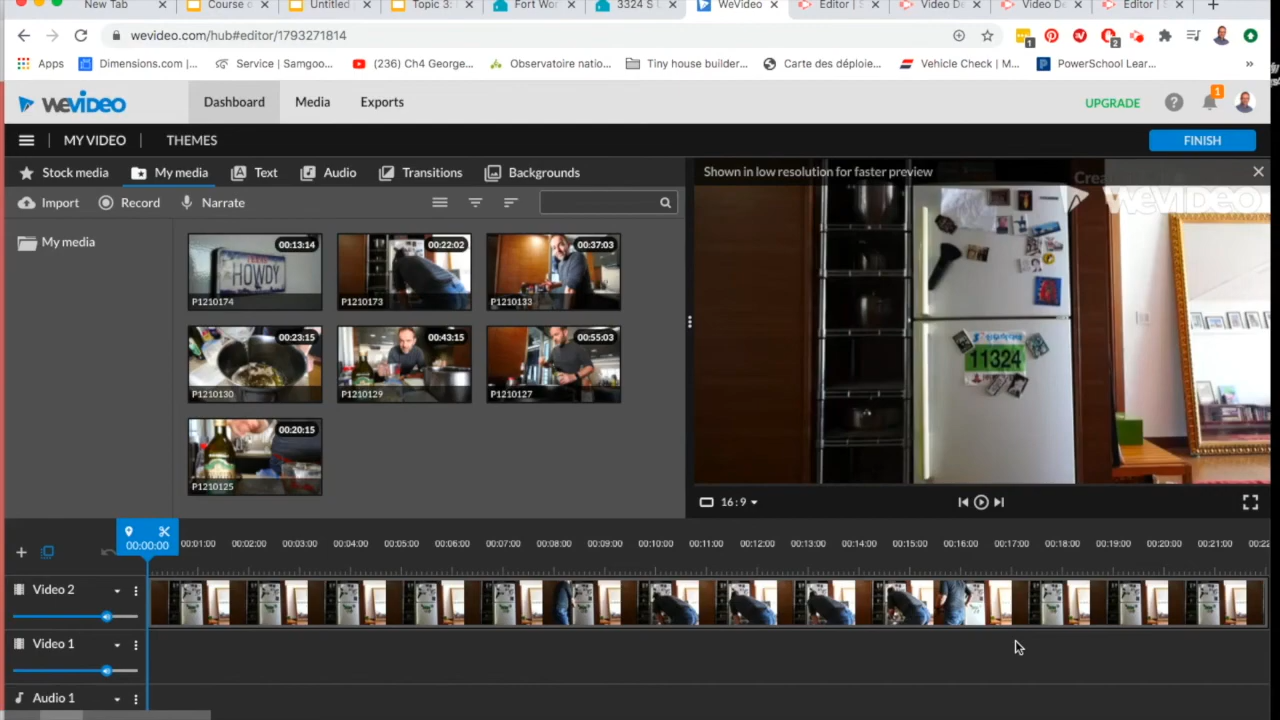 New Tab
Course o
Untitled
Topic 3:
Fort Wo
3324 S
WeVideo
Editor | S
Video De
Video De
Editor | S
wevideo.com/hub#editor/1793271814
1
2
Apps
Dimensions.com |...
Service | Samgoo...
(236) Ch4 George...
Observatoire natio...
Tiny house builder...
Carte des déploie...
Vehicle Check | M...
PowerSchool Lear...
»
WEVIDEO
Dashboard
Media
Exports
UPGRADE
?
1
MY VIDEO
THEMES
FINISH
Stock media
My media
Text
Audio
Transitions
Backgrounds
Import
Record
Narrate
My media
00:13:14
HOWDY
P1210174
00:22:02
P1210173
00:37:03
P1210133
00:23:15
P1210130
00:43:15
P1210129
00:55:03
P1210127
00:20:15
P1210125
Shown in low resolution for faster preview
WEVIDEO
11324
16:9
00:00:00
00:01:00
00:02:00
00:03:00
00:04:00
00:05:00
00:06:00
00:07:00
00:08:00
00:09:00
00:10:00
00:11:00
00:12:00
00:13:00
00:14:00
00:15:00
00:16:00
00:17:00
00:18:00
00:19:00
00:20:00
00:21:00
00:22
Video 2
Video 1
Audio 1